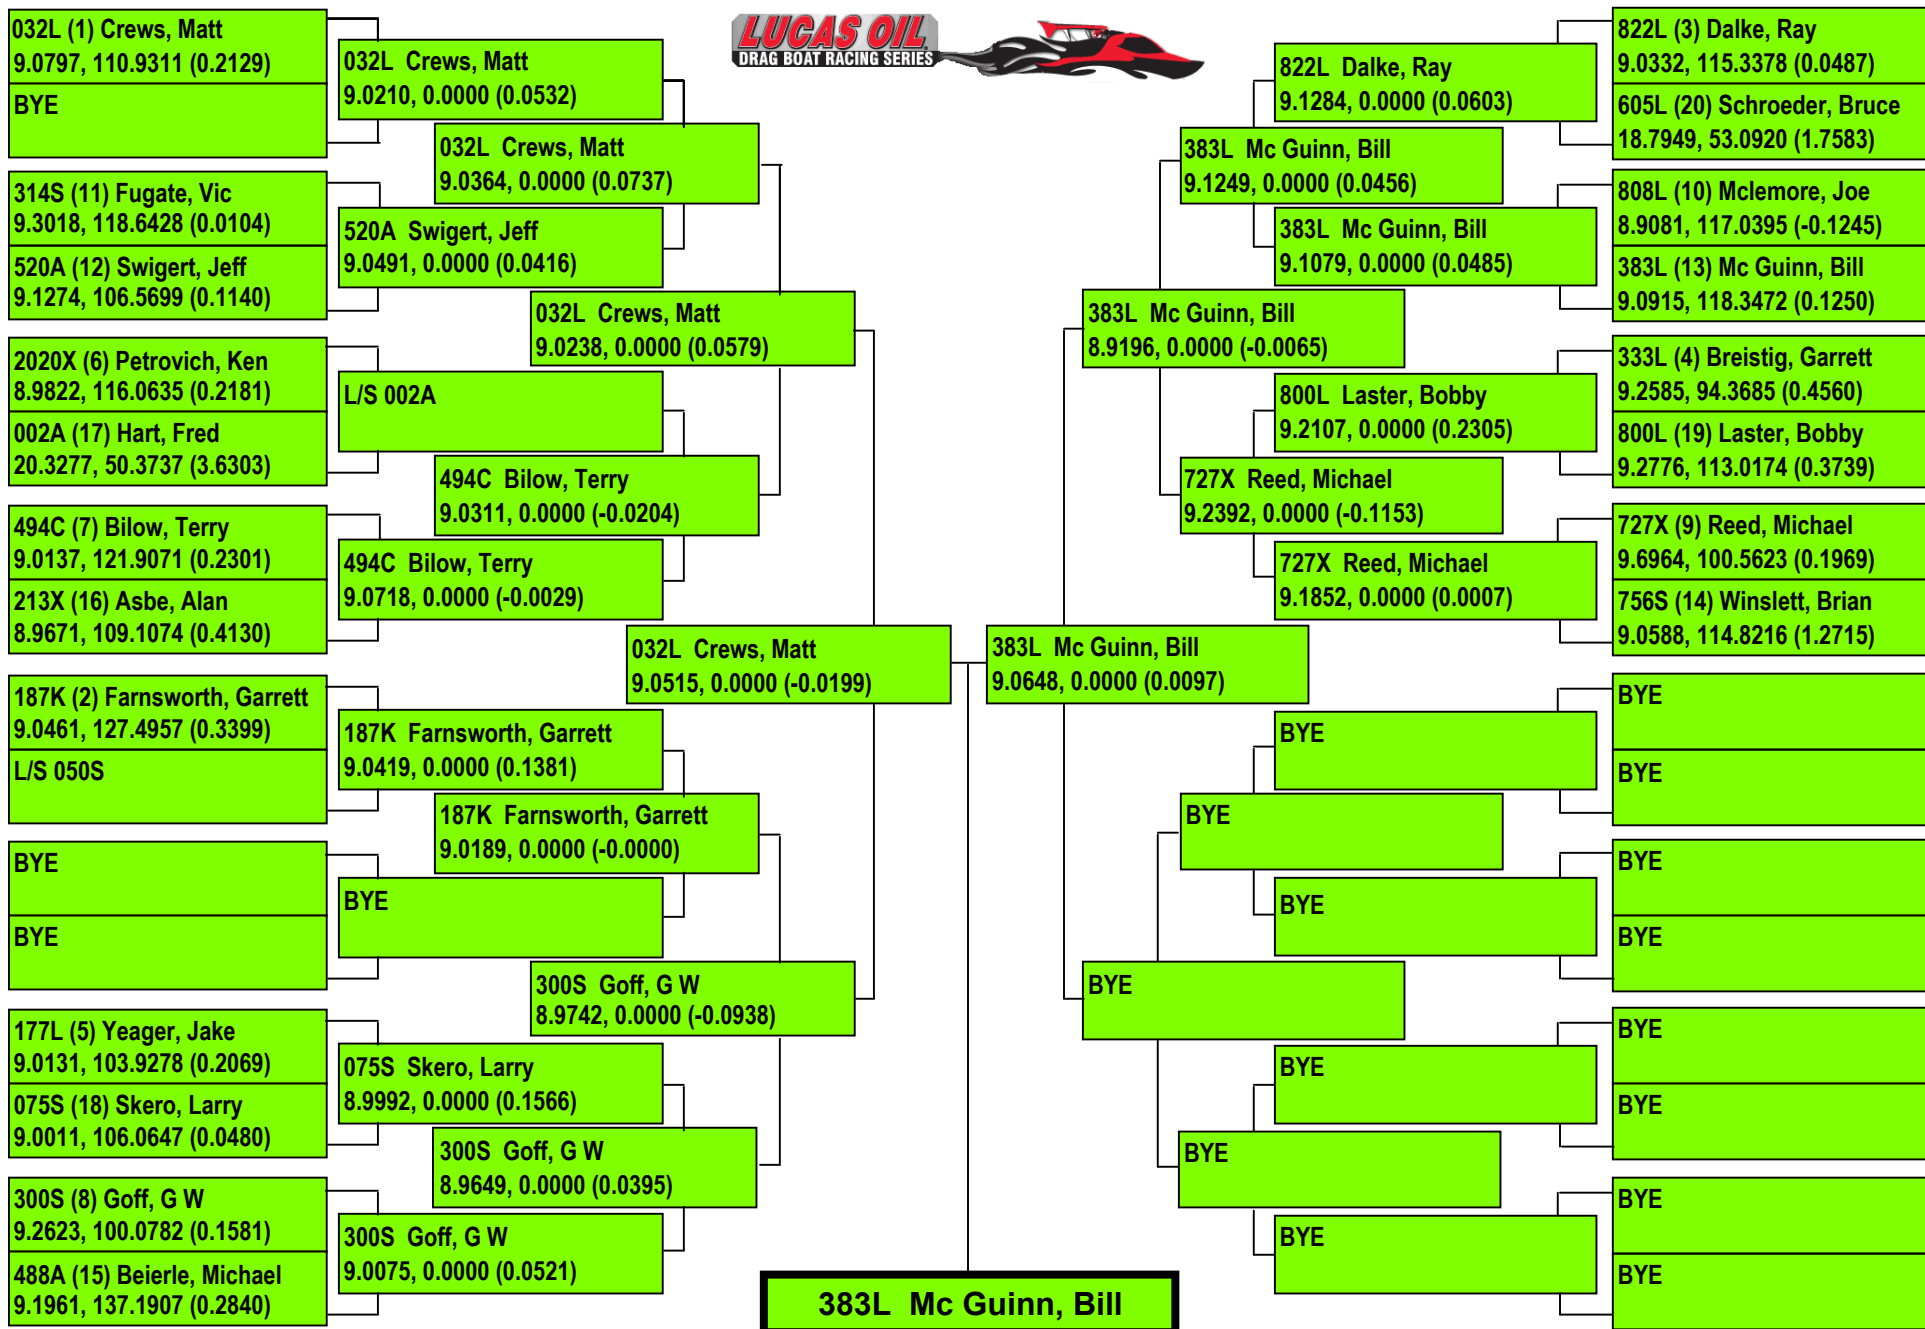 LUCAS OIL
DRAG BOAT RACING SERIES
032L (1) Crews, Matt
9.0797, 110.9311 (0.2129)
BYE
314S (11) Fugate, Vic
9.3018, 118.6428 (0.0104)
520A (12) Swigert, Jeff
9.1274, 106.5699 (0.1140)
2020X (6) Petrovich, Ken
8.9822, 116.0635 (0.2181)
002A (17) Hart, Fred
20.3277, 50.3737 (3.6303)
494C (7) Bilow, Terry
9.0137, 121.9071 (0.2301)
213X (16) Asbe, Alan
8.9671, 109.1074 (0.4130)
187K (2) Farnsworth, Garrett
9.0461, 127.4957 (0.3399)
L/S 050S
BYE
BYE
177L (5) Yeager, Jake
9.0131, 103.9278 (0.2069)
075S (18) Skero, Larry
9.0011, 106.0647 (0.0480)
300S (8) Goff, G W
9.2623, 100.0782 (0.1581)
488A (15) Beierle, Michael
9.1961, 137.1907 (0.2840)
032L Crews, Matt
9.0210, 0.0000 (0.0532)
520A Swigert, Jeff
9.0491, 0.0000 (0.0416)
L/S 002A
494C Bilow, Terry
9.0718, 0.0000 (-0.0029)
187K Farnsworth, Garrett
9.0419, 0.0000 (0.1381)
BYE
075S Skero, Larry
8.9992, 0.0000 (0.1566)
300S Goff, G W
9.0075, 0.0000 (0.0521)
032L Crews, Matt
9.0364, 0.0000 (0.0737)
494C Bilow, Terry
9.0311, 0.0000 (-0.0204)
187K Farnsworth, Garrett
9.0189, 0.0000 (-0.0000)
300S Goff, G W
8.9649, 0.0000 (0.0395)
032L Crews, Matt
9.0238, 0.0000 (0.0579)
300S Goff, G W
8.9742, 0.0000 (-0.0938)
032L Crews, Matt
9.0515, 0.0000 (-0.0199)
383L Mc Guinn, Bill
9.0648, 0.0000 (0.0097)
383L Mc Guinn, Bill
383L Mc Guinn, Bill
8.9196, 0.0000 (-0.0065)
BYE
383L Mc Guinn, Bill
9.1249, 0.0000 (0.0456)
727X Reed, Michael
9.2392, 0.0000 (-0.1153)
BYE
BYE
822L Dalke, Ray
9.1284, 0.0000 (0.0603)
383L Mc Guinn, Bill
9.1079, 0.0000 (0.0485)
800L Laster, Bobby
9.2107, 0.0000 (0.2305)
727X Reed, Michael
9.1852, 0.0000 (0.0007)
BYE
BYE
BYE
BYE
822L (3) Dalke, Ray
9.0332, 115.3378 (0.0487)
605L (20) Schroeder, Bruce
18.7949, 53.0920 (1.7583)
808L (10) Mclemore, Joe
8.9081, 117.0395 (-0.1245)
383L (13) Mc Guinn, Bill
9.0915, 118.3472 (0.1250)
333L (4) Breistig, Garrett
9.2585, 94.3685 (0.4560)
800L (19) Laster, Bobby
9.2776, 113.0174 (0.3739)
727X (9) Reed, Michael
9.6964, 100.5623 (0.1969)
756S (14) Winslett, Brian
9.0588, 114.8216 (1.2715)
BYE
BYE
BYE
BYE
BYE
BYE
BYE
BYE